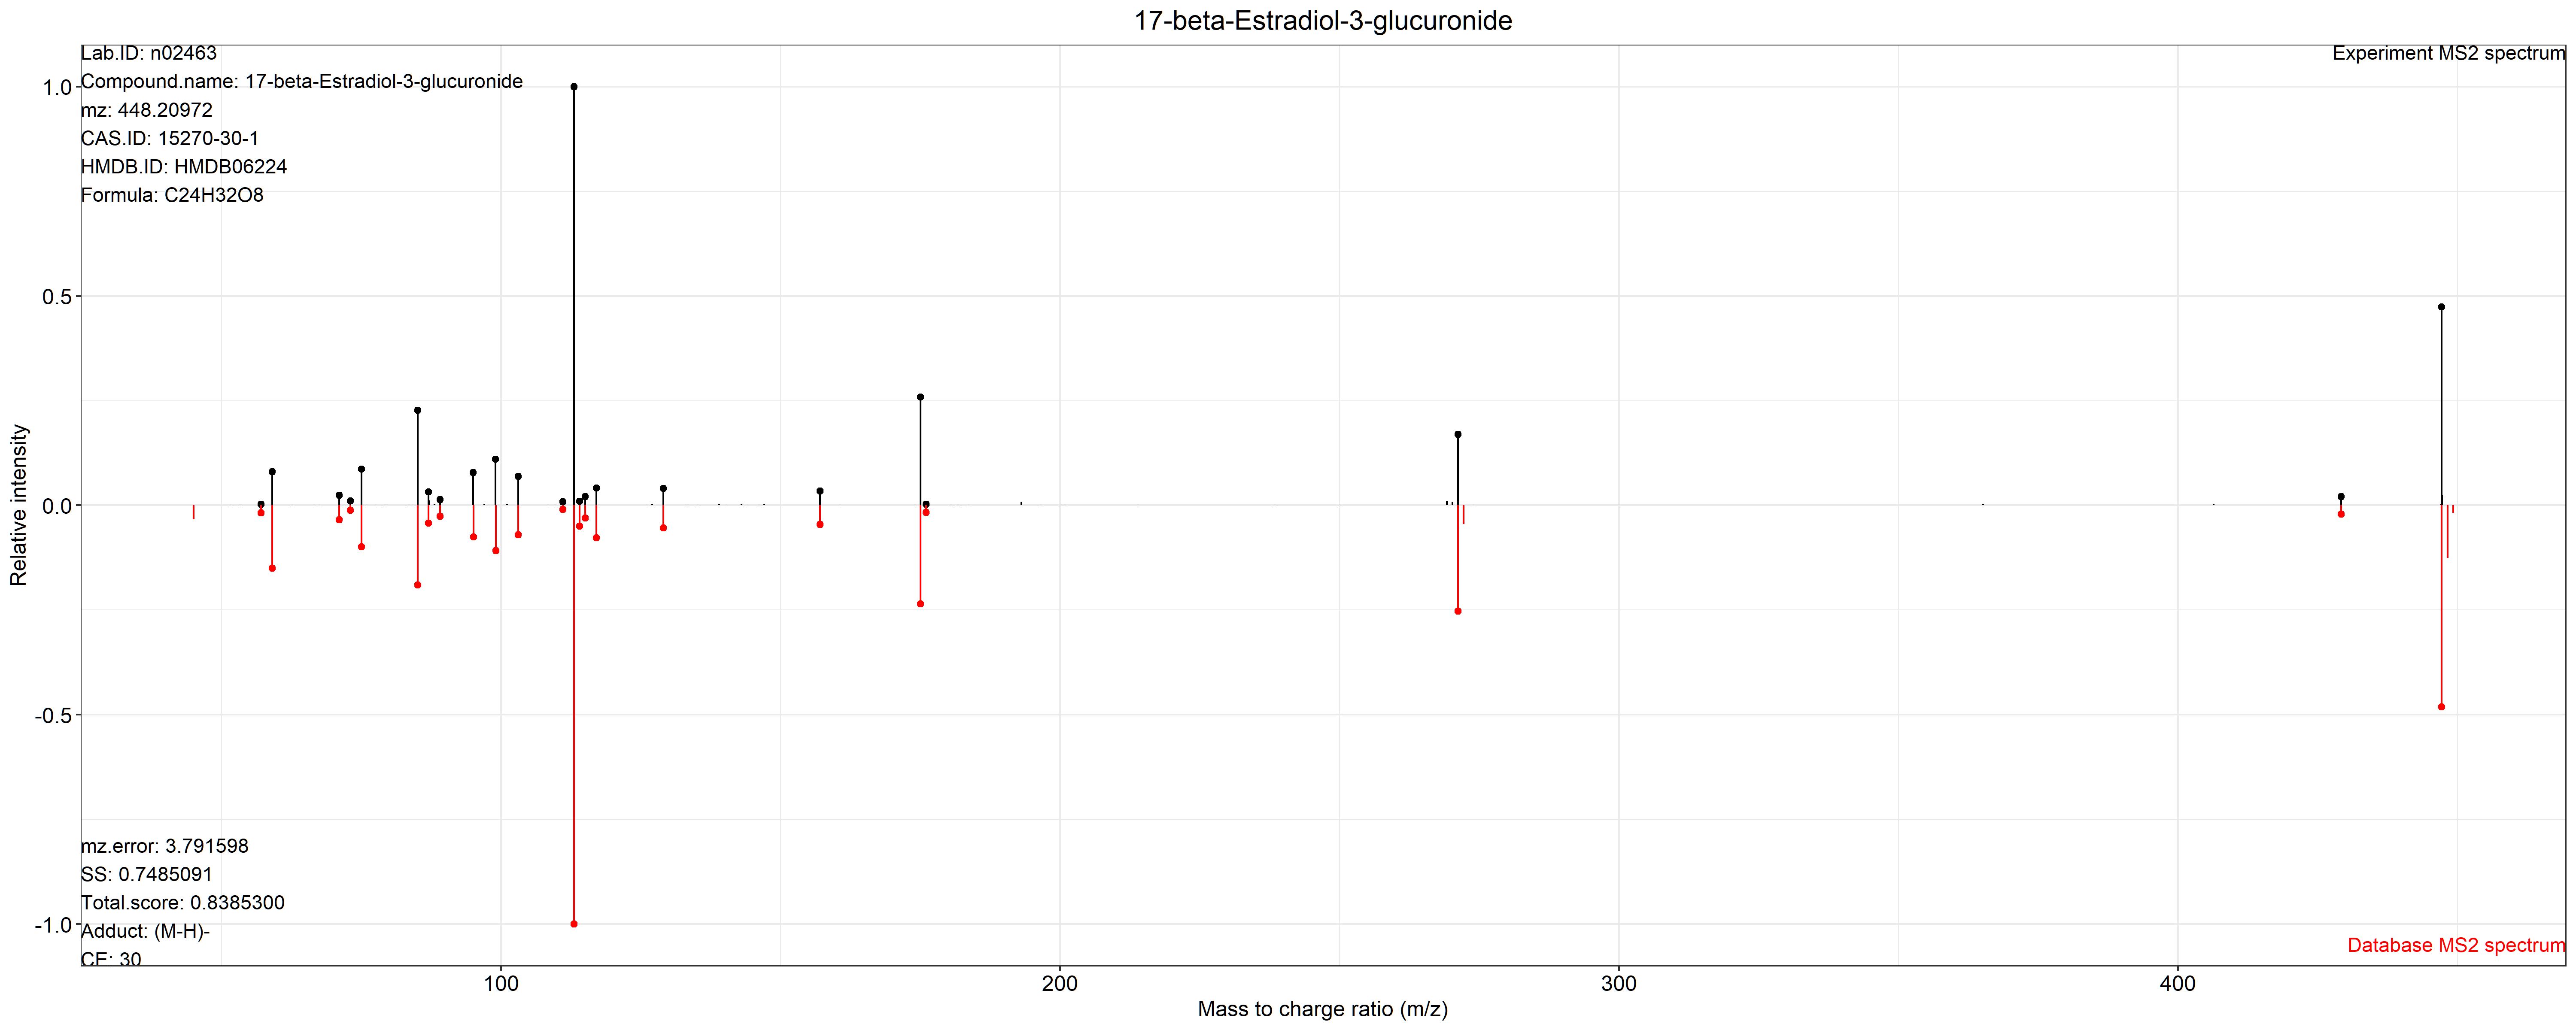 17-beta-Estradiol-3-glucuronide
Lab.ID: n02463
Experiment MS2 spectrum
Compound.name: 17-beta-Estradiol-3-glucuronide
mz: 448.20972
CAS.ID: 15270-30-1
HMDB.ID: HMDB06224
Formula: C24H32O8
1.0
0.5
0.0
-0.5
-1.0
Relative intensity
mz.error: 3.791598
SS: 0.7485091
Total.score: 0.8385300
Adduct: (M-H)-
CE: 30
Database MS2 spectrum
100
200
300
400
Mass to charge ratio (m/z)